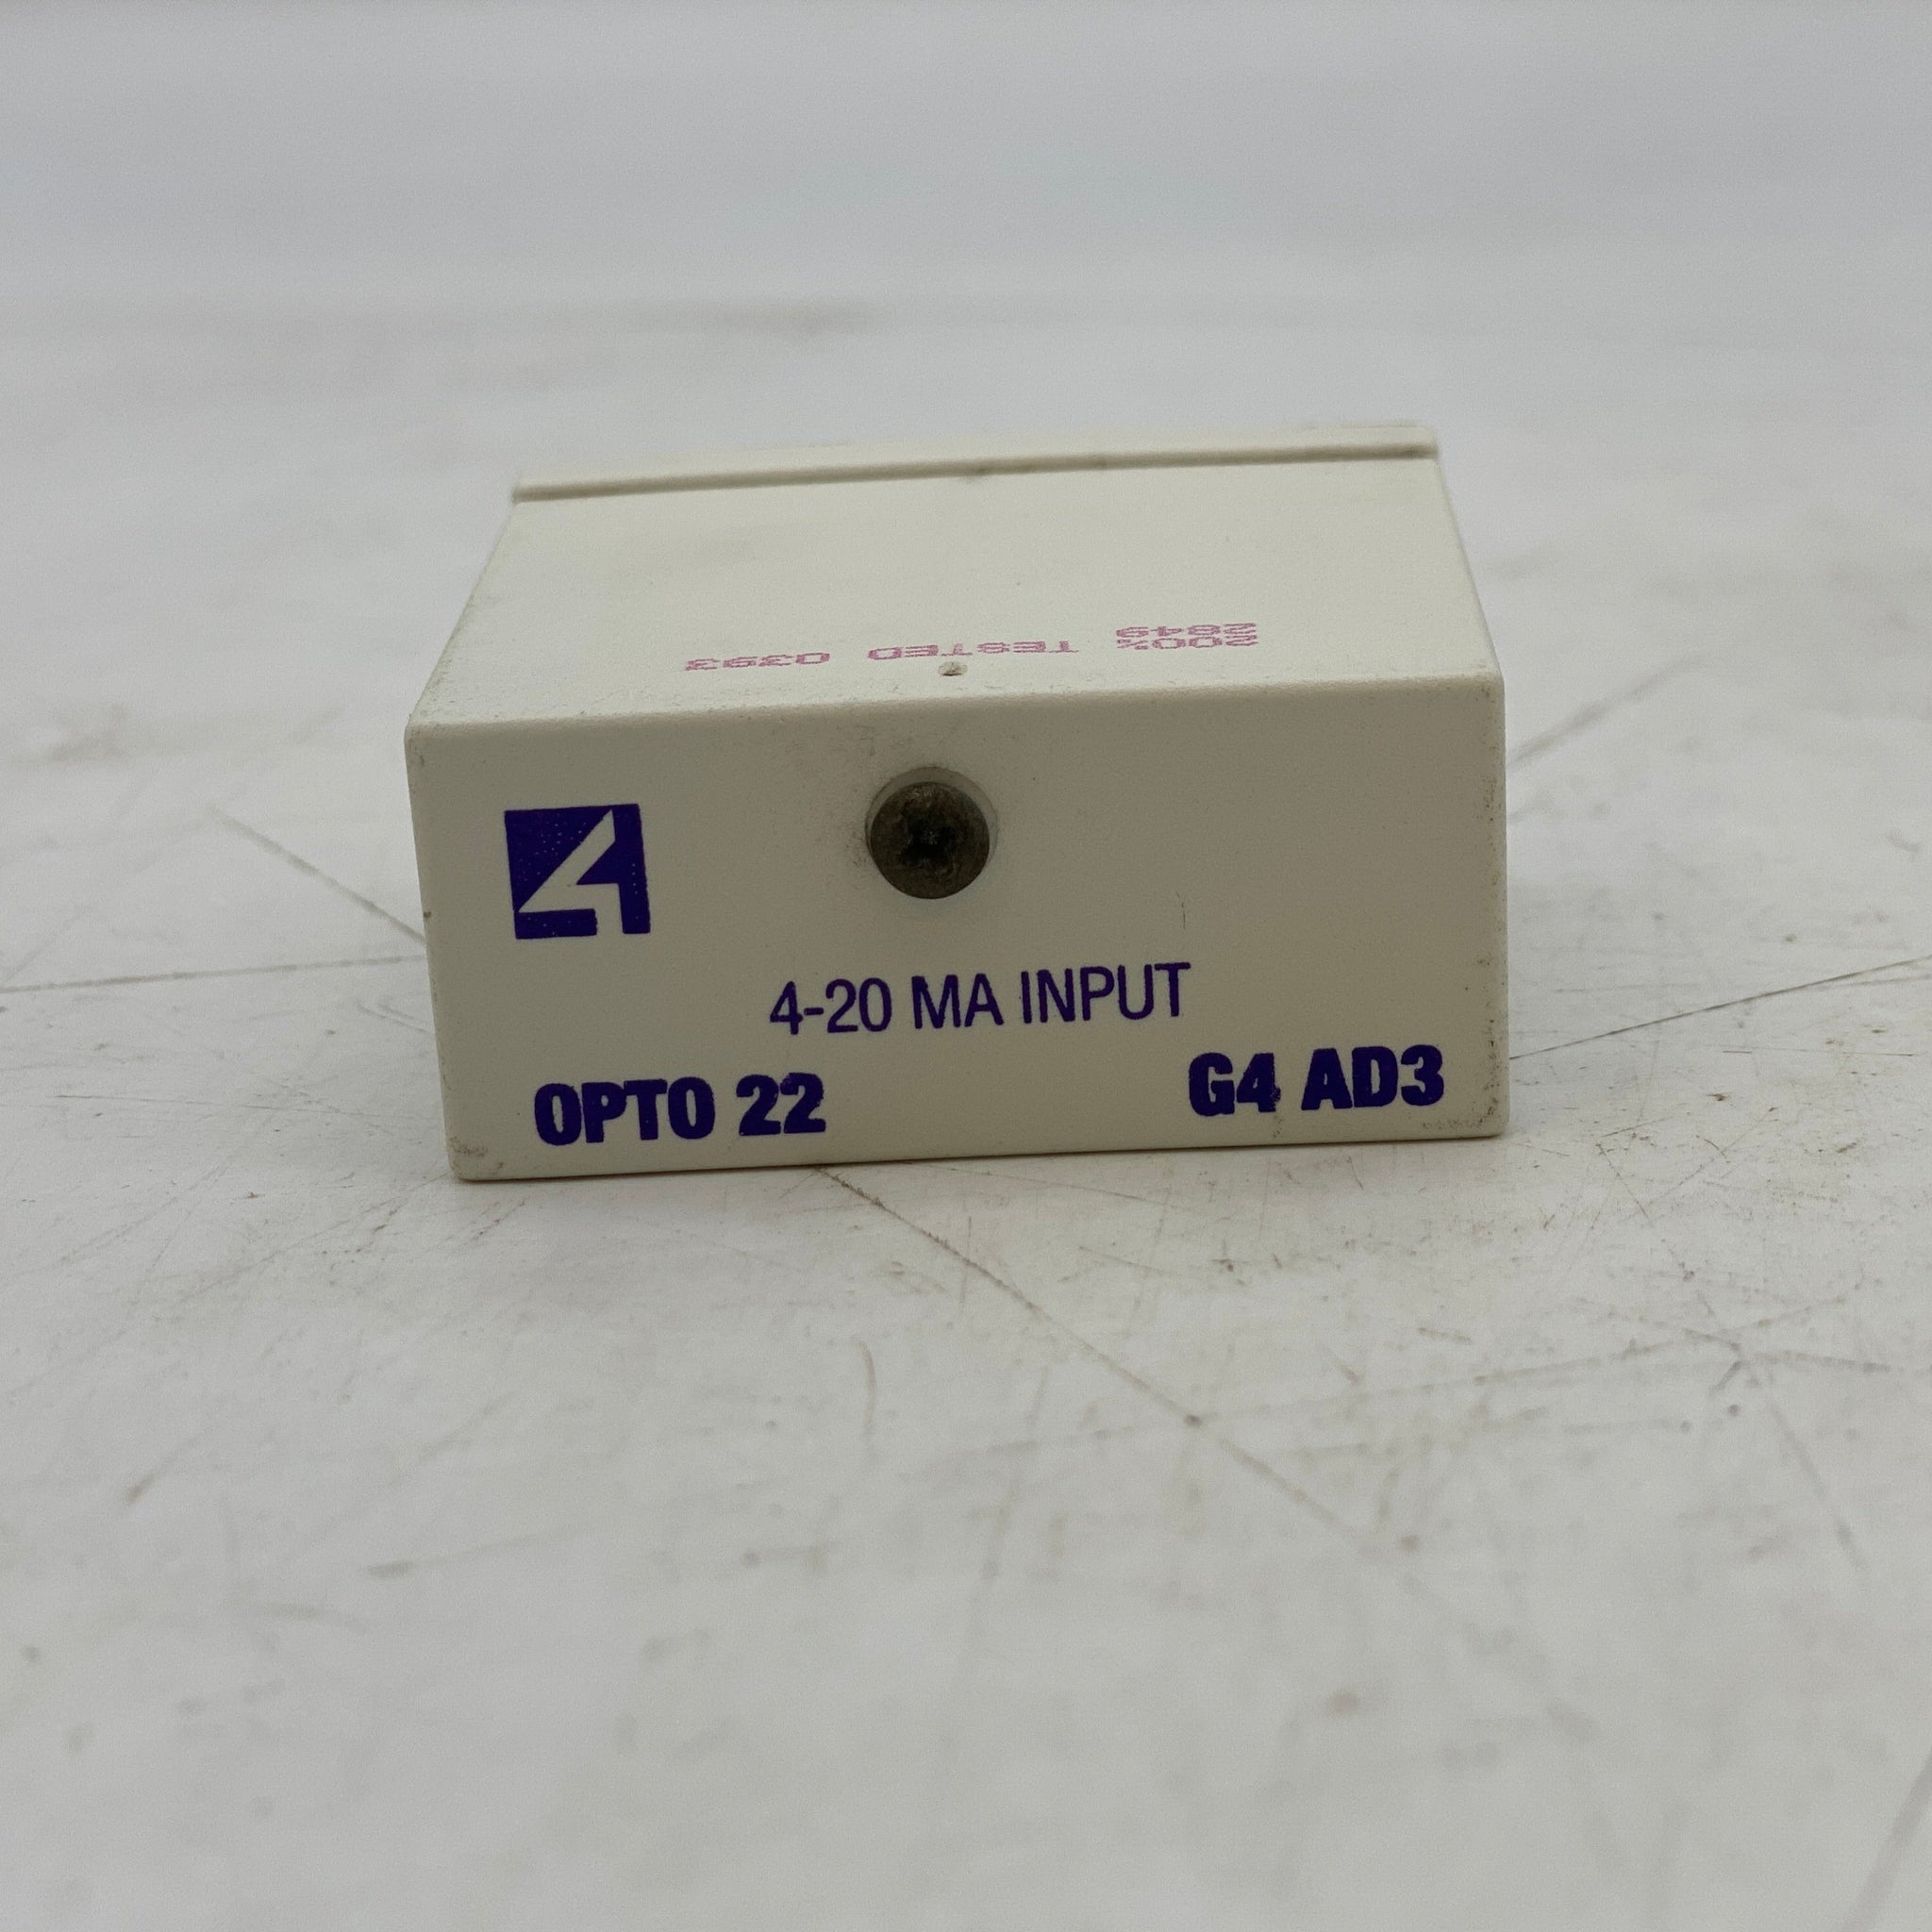 200% TESTED 0393
2849
4-20 MA INPUT
OPTO 22
G4 AD3